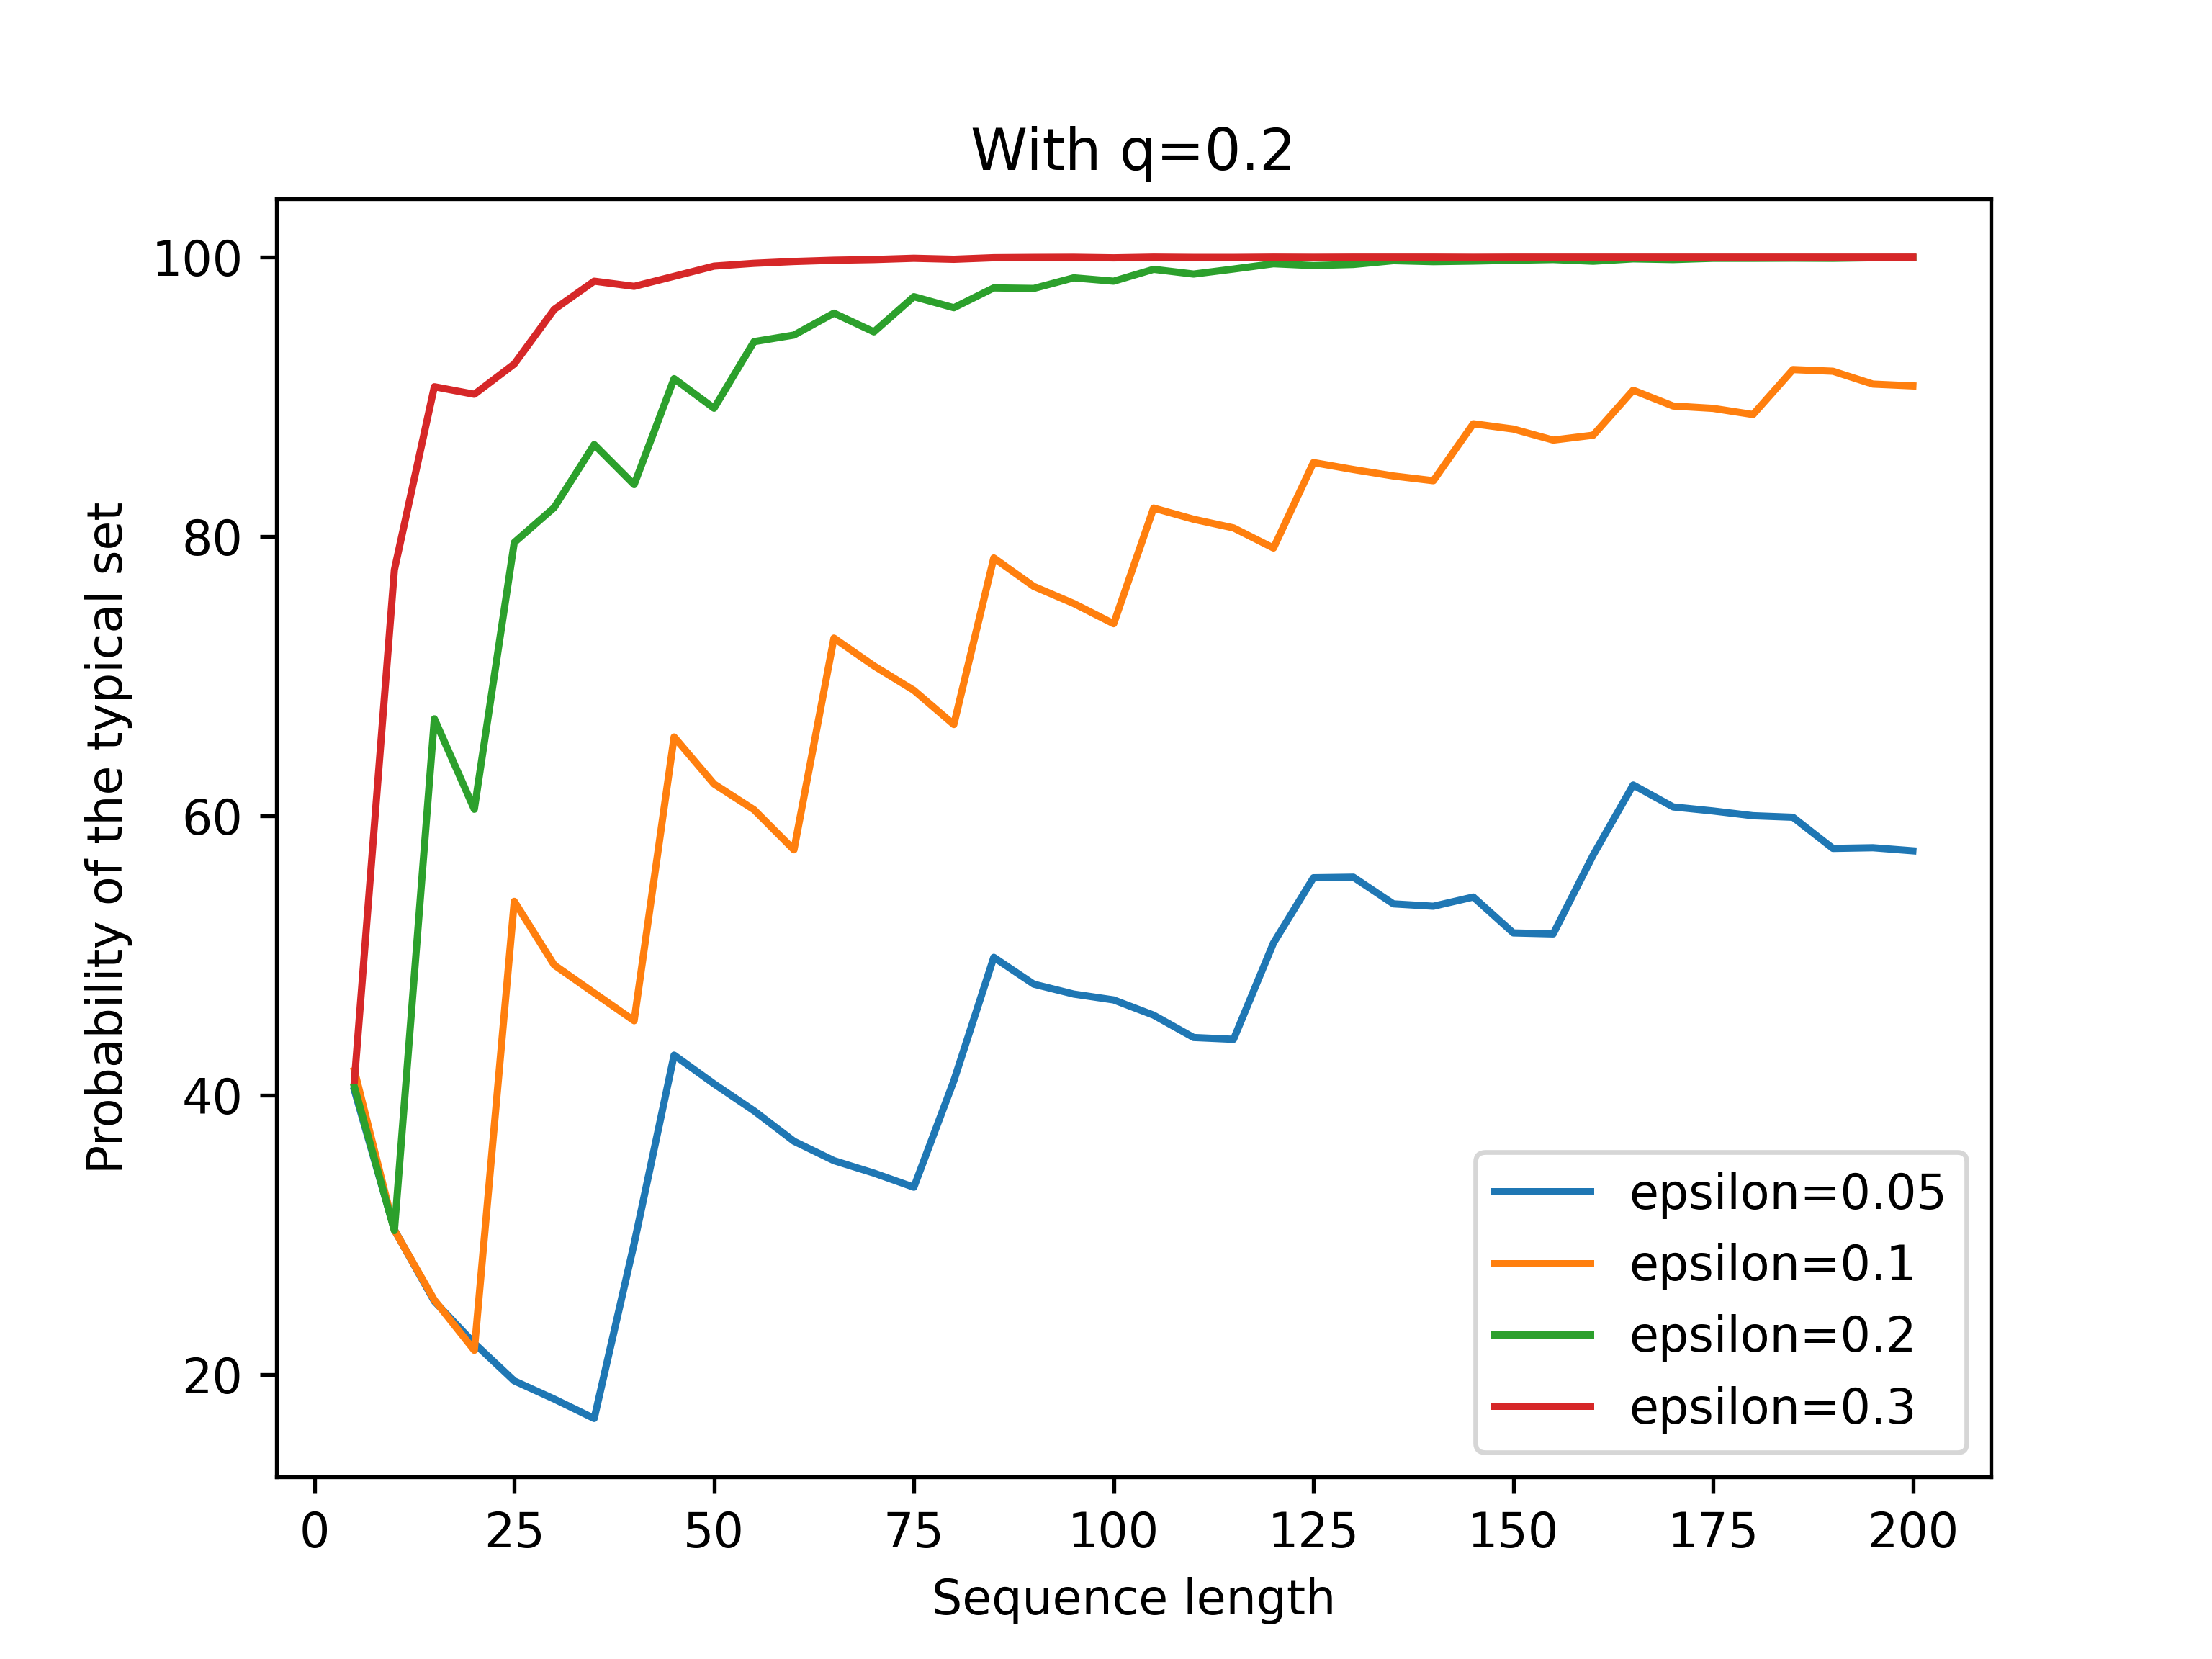 With q=0.2
100
80
60
40
20
Probability of the typical set
epsilon=0.05
epsilon=0.1
epsilon=0.2
epsilon=0.3
0 25 50 75 100 125 150 175 200
Sequence length